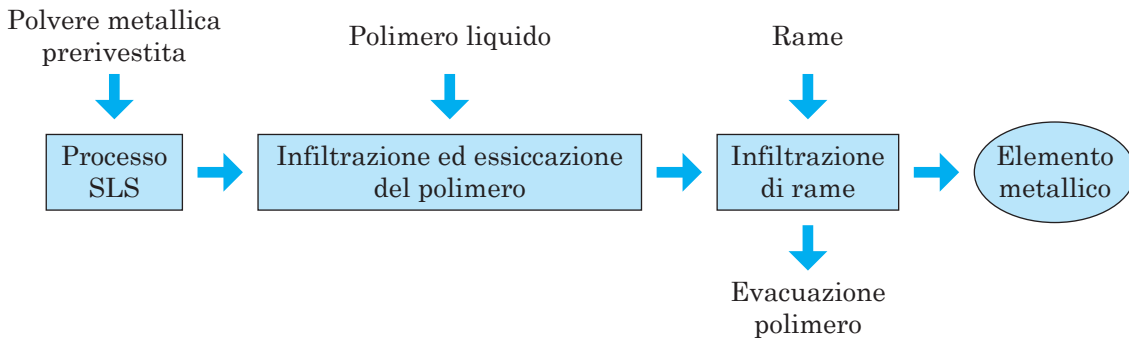 Polvere metallica
prerivestita
Polimero liquido
Rame
Processo
SLS
Infiltrazione ed essiccazione
del polimero
Infiltrazione
di rame
Elemento
metallico
Evacuazione
polimero